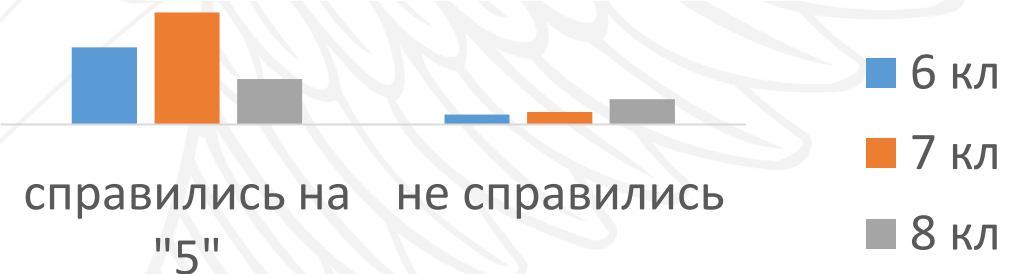 справились на
"5"
не справились
6 кл
7 кл
8 кл